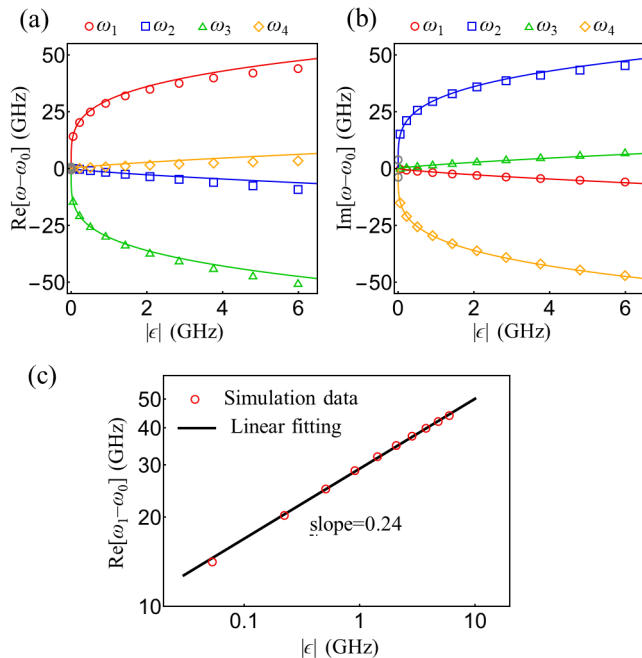 (a)
ω₁ ω₂ ω₃ ω₄
Re[ω−ω₀] (GHz)
50
25
0
−25
−50
0 2 4 6
|ϵ| (GHz)
(b)
ω₁ ω₂ ω₃ ω₄
Im[ω−ω₀] (GHz)
50
25
0
−25
−50
0 2 4 6
|ϵ| (GHz)
(c)
Re[ω₁−ω₀] (GHz)
50
40
30
20
10
Simulation data
Linear fitting
slope=0.24
0.1 1 10
|ϵ| (GHz)